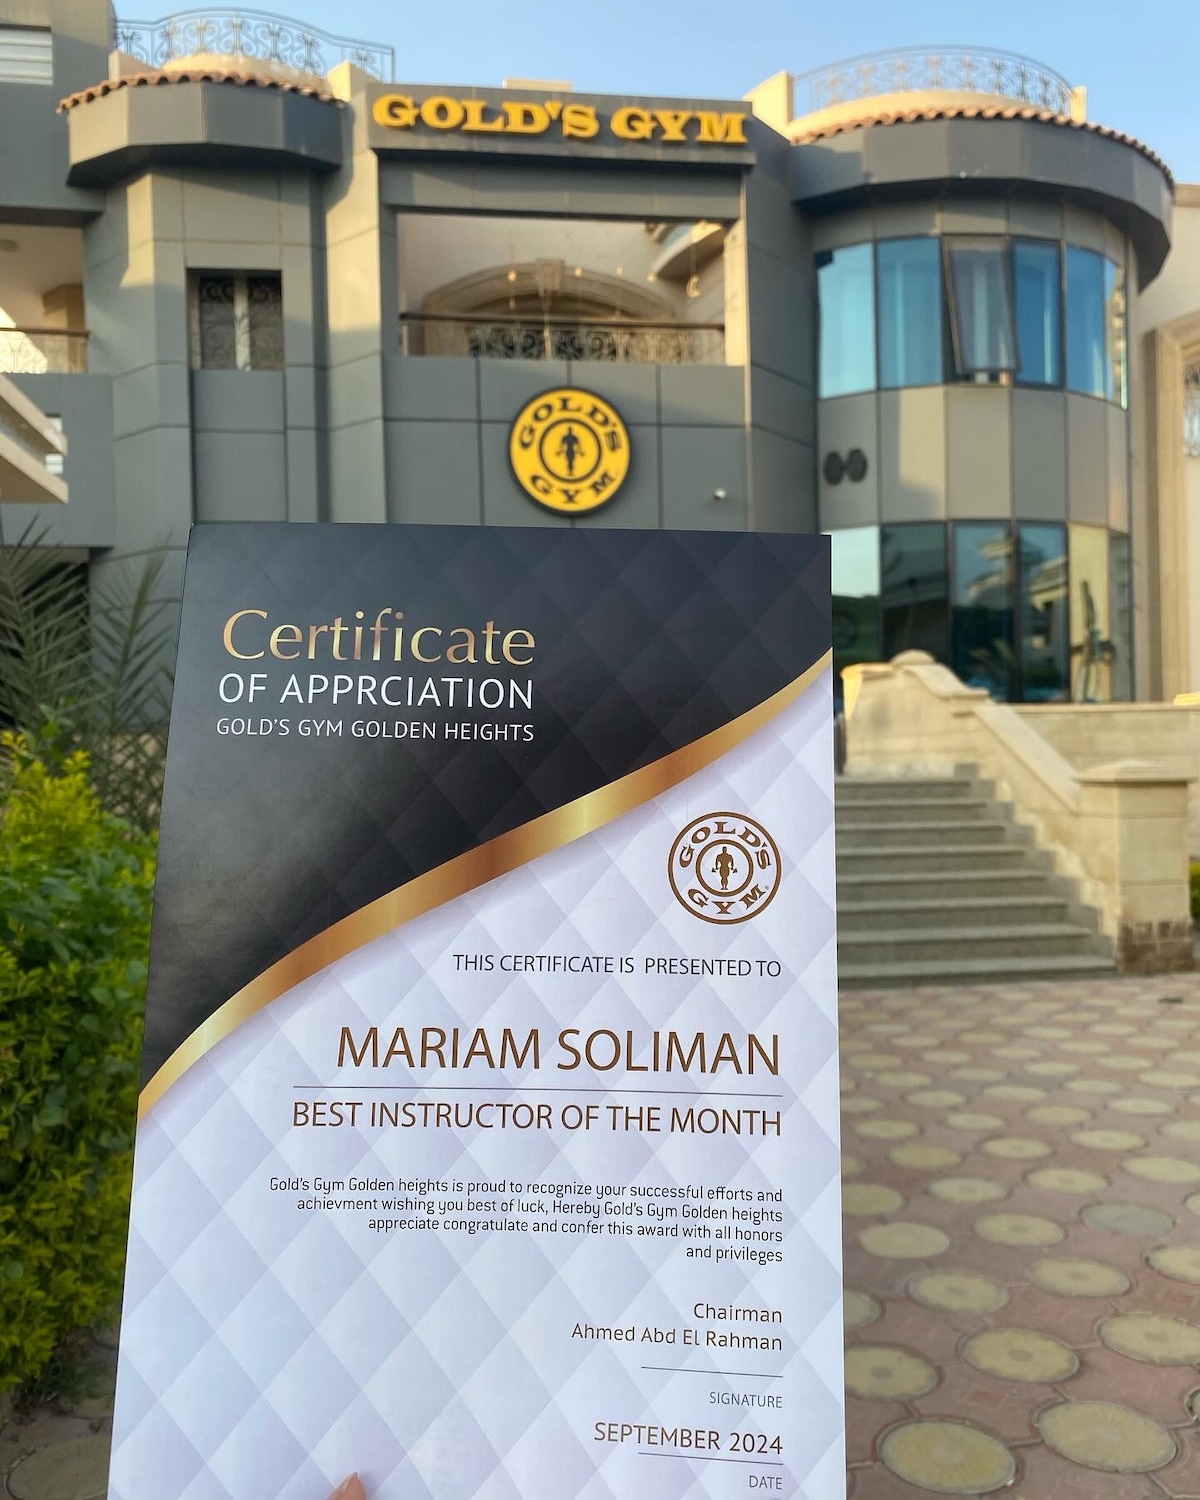 GOLD'S GYM
GOLD'S
GYM
Certificate
OF APPRCIATION
GOLD'S GYM GOLDEN HEIGHTS
GOLD'S
GYM
THIS CERTIFICATE IS PRESENTED TO
MARIAM SOLIMAN
BEST INSTRUCTOR OF THE MONTH
Gold's Gym Golden heights is proud to recognize your successful efforts and
achievment wishing you best of luck, Hereby Gold's Gym Golden heights
appreciate congratulate and confer this award with all honors
and privileges
Chairman
Ahmed Abd El Rahman
SIGNATURE
SEPTEMBER 2024
DATE